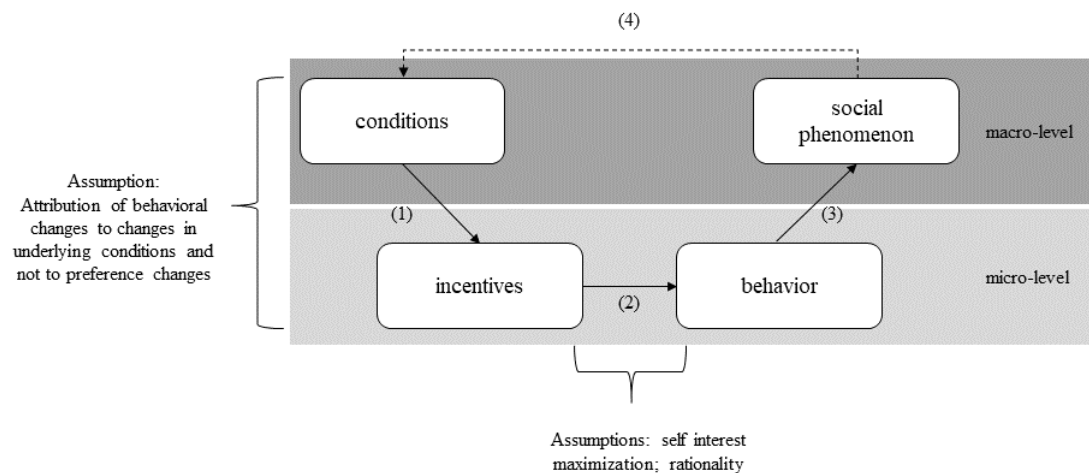 (4)
conditions
social
phenomenon
macro-level
Assumption:
Attribution of behavioral
changes to changes in
underlying conditions and
not to preference changes
(1)
(3)
incentives
(2)
behavior
micro-level
Assumptions: self interest
maximization; rationality